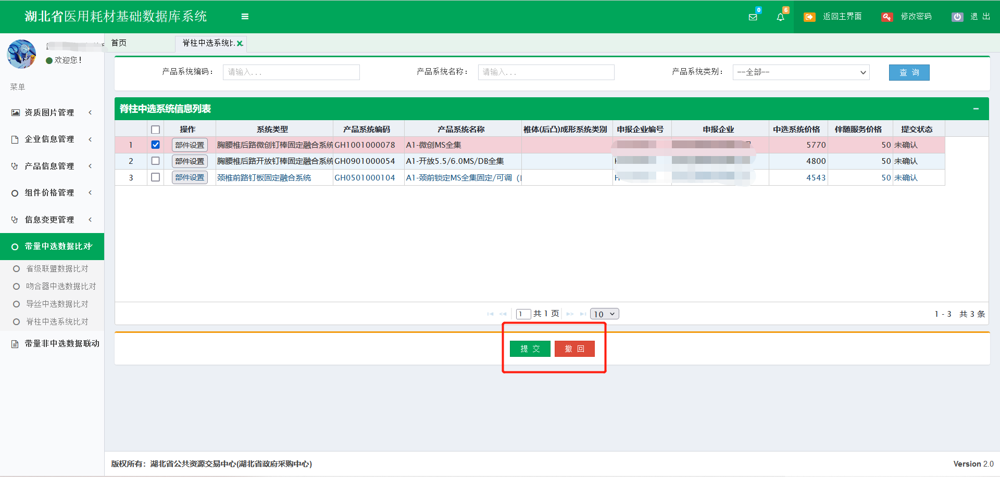 湖北省医用耗材基础数据库系统
0
6
返回主界面
修改密码
退 出
欢迎您!
首页
脊柱中选系统比
菜单
产品系统编码：
请输入...
产品系统名称：
请输入...
产品系统类别：
--全部--
查 询
资质图片管理
企业信息管理
产品信息管理
组件价格管理
信息变更管理
带量中选数据比对
省级联盟数据比对
吻合器中选数据比对
导丝中选数据比对
脊柱中选系统比对
带量非中选数据联动
脊柱中选系统信息列表
操作 系统类型 产品系统编码 产品系统名称 椎体(后凸)成形系统类别 申报企业编号 申报企业 中选系统价格 伴随服务价格 提交状态
1 部件设置 胸腰椎后路微创钉棒固定融合系统 GH1001000078 A1-微创MS全集 5770 50 未确认
2 部件设置 胸腰椎后路开放钉棒固定融合系统 GH0901000054 A1-开放5.5/6.0MS/DB全集 4800 50 未确认
3 部件设置 颈椎前路钉板固定融合系统 GH0501000104 A1-颈前锁定MS全集固定/可调（ H 4543 50 未确认
1 共 1 页 10
1 - 3 共 3 条
提 交
撤 回
版权所有：湖北省公共资源交易中心(湖北省政府采购中心)
Version 2.0